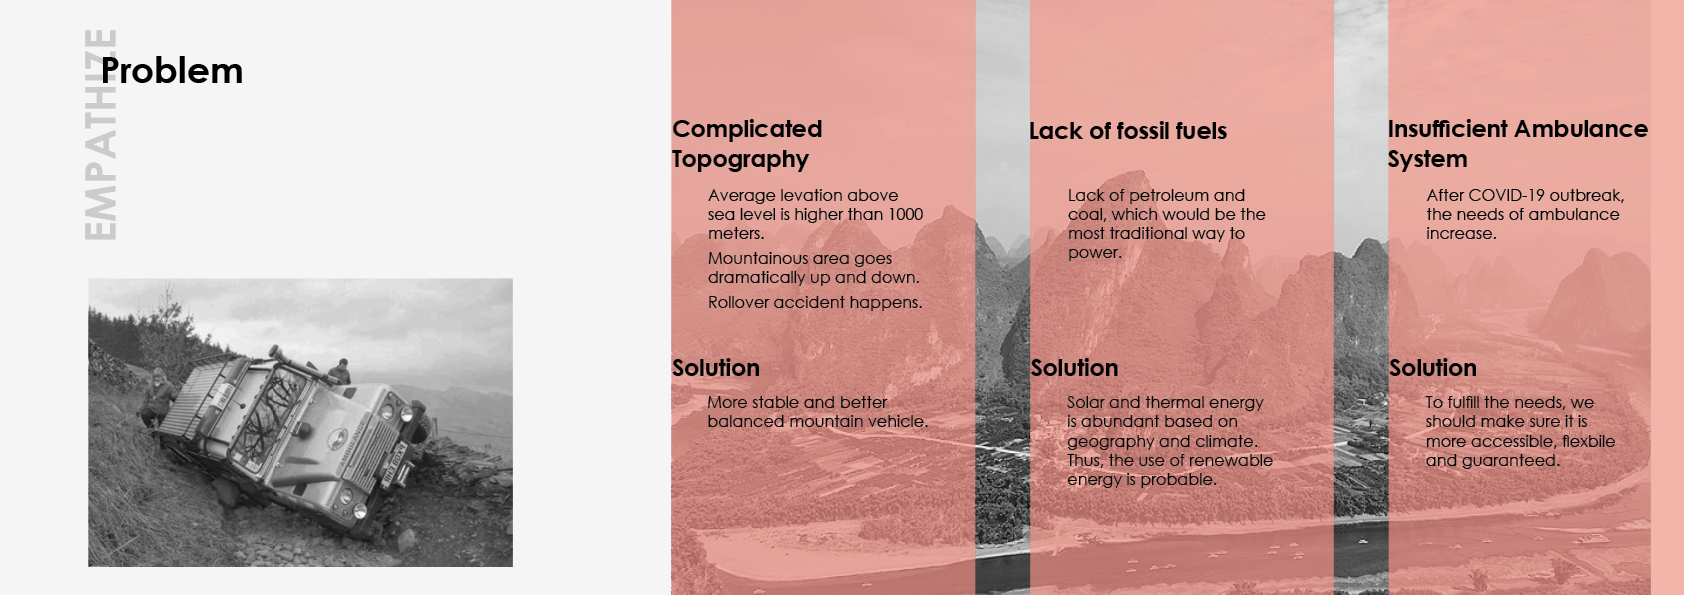 EMPATHIZE
Problem
Complicated
Topography
Average levation above
sea level is higher than 1000
meters.
Mountainous area goes
dramatically up and down.
Rollover accident happens.
Solution
More stable and better
balanced mountain vehicle.
Lack of fossil fuels
Lack of petroleum and
coal, which would be the
most traditional way to
power.
Solution
Solar and thermal energy
is abundant based on
geography and climate.
Thus, the use of renewable
energy is probable.
Insufficient Ambulance
System
After COVID-19 outbreak,
the needs of ambulance
increase.
Solution
To fulfill the needs, we
should make sure it is
more accessible, flexbile
and guaranteed.
AMBULANCE